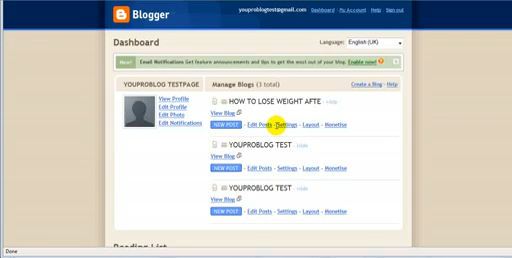 Blogger
youproblogtest@gmail.com Dashboard My Account Help Sign out
Dashboard
Language: English (UK)
New! Email Notifications Get feature announcements and tips to get the most out of your blog. Enable now!
YOUPROBLOG TESTPAGE
View Profile
Edit Profile
Edit Photo
Edit Notifications
Manage Blogs (3 total)
Create a Blog - Help
HOW TO LOSE WEIGHT AFTE - Hide
View Blog
NEW POST - Edit Posts - Settings - Layout - Monetise
YOUPROBLOG TEST - Hide
View Blog
NEW POST - Edit Posts - Settings - Layout - Monetise
YOUPROBLOG TEST - Hide
View Blog
NEW POST - Edit Posts - Settings - Layout - Monetise
Reading List
Done